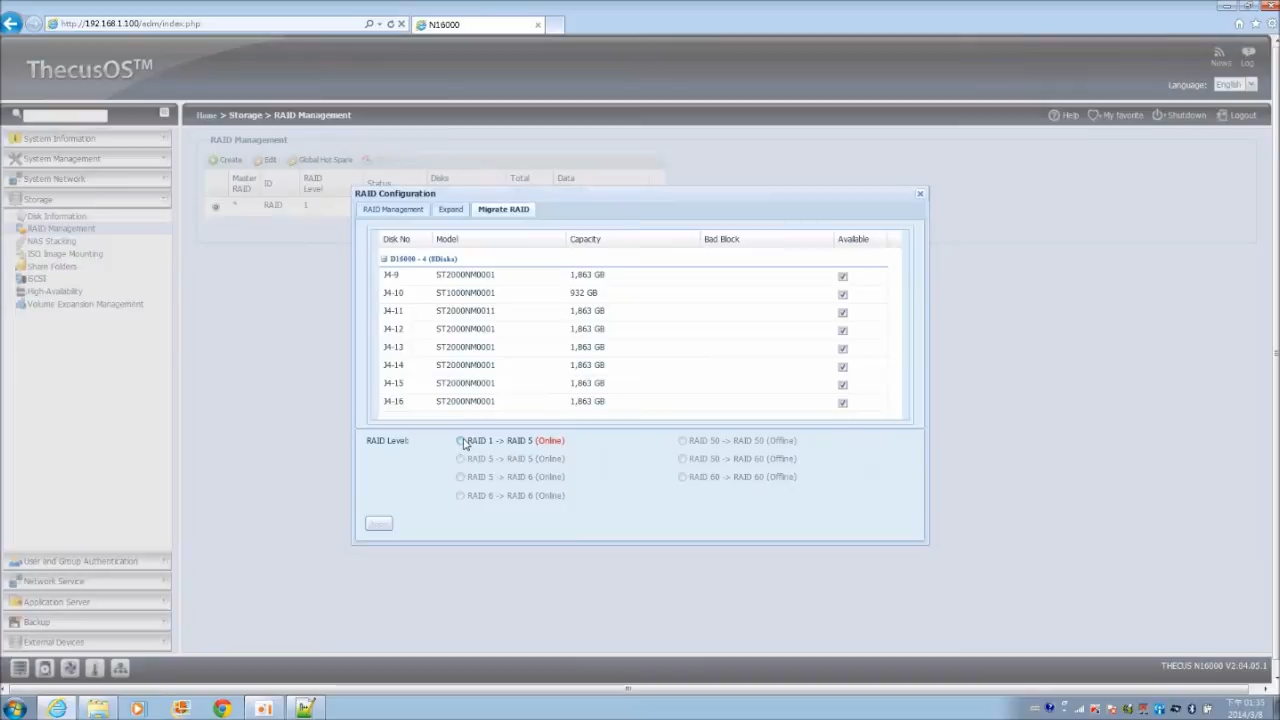 http://192.168.1.100/adm/index.php
N16000
ThecusOS™
News
Log
Language:
English
Home > Storage > RAID Management
Help
My favorite
Shutdown
Logout
System Information
System Management
System Network
Storage
Disk Information
RAID Management
NAS Stacking
ISO Image Mounting
Share Folders
iSCSI
High-Availability
Volume Expansion Management
User and Group Authentication
Network Service
Application Server
Backup
External Devices
RAID Management
Create
Edit
Global Hot Spare
Master RAID
ID
RAID Level
Status
Disks
Total
Data
* RAID 1
RAID Configuration
RAID Management
Expand
Migrate RAID
Disk No Model Capacity Bad Block Available
D16000 - 4 (8Disks)
J4-9 ST2000NM0001 1,863 GB
J4-10 ST1000NM0001 932 GB
J4-11 ST2000NM0011 1,863 GB
J4-12 ST2000NM0001 1,863 GB
J4-13 ST2000NM0001 1,863 GB
J4-14 ST2000NM0001 1,863 GB
J4-15 ST2000NM0001 1,863 GB
J4-16 ST2000NM0001 1,863 GB
RAID Level:
RAID 1 -> RAID 5 (Online)
RAID 5 -> RAID 5 (Online)
RAID 5 -> RAID 6 (Online)
RAID 6 -> RAID 6 (Online)
RAID 50 -> RAID 50 (Offline)
RAID 50 -> RAID 60 (Offline)
RAID 60 -> RAID 60 (Offline)
THECUS N16000 V2.04.05.1
下午 01:35
2014/3/8